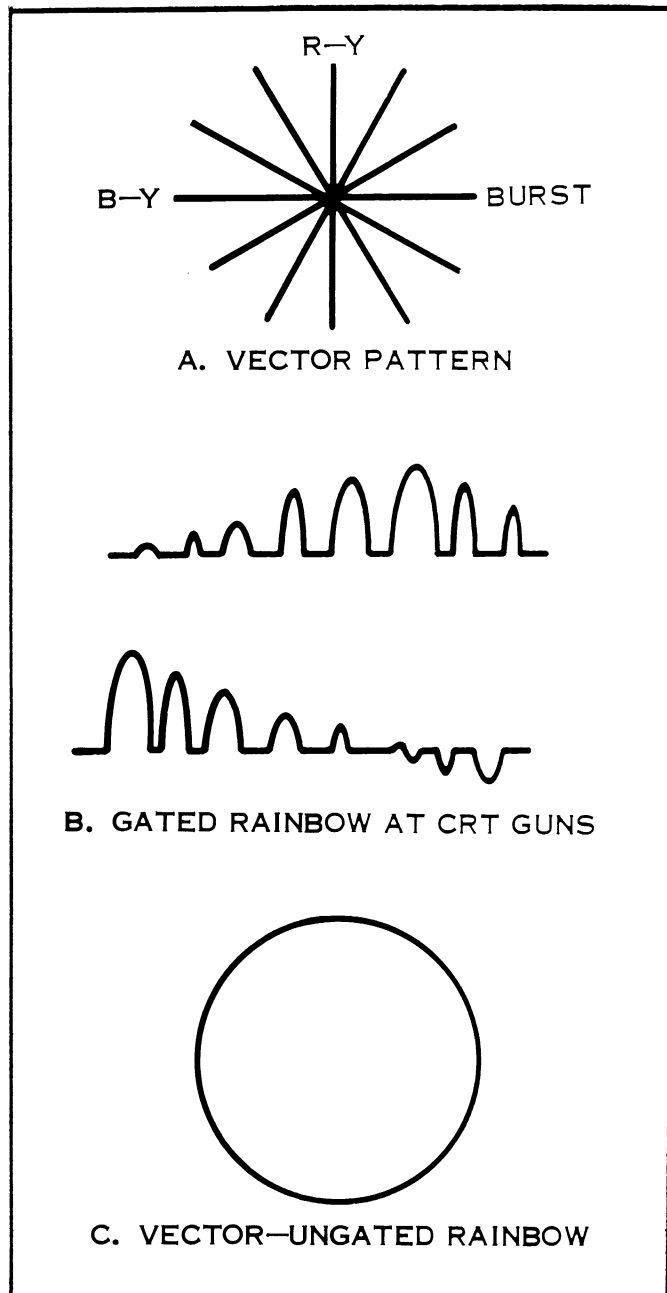 R–Y
B–Y
BURST
A. VECTOR PATTERN
B. GATED RAINBOW AT CRT GUNS
C. VECTOR–UNGATED RAINBOW